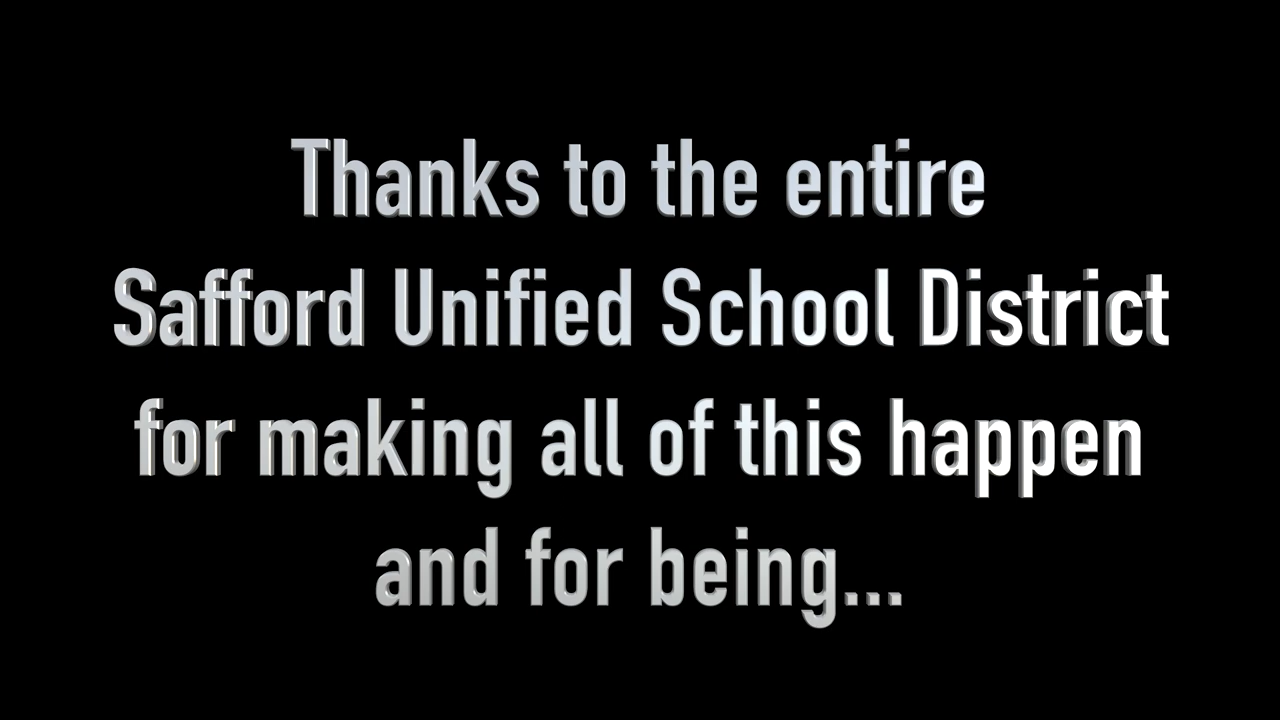 Thanks to the entire
Safford Unified School District
for making all of this happen
and for being...